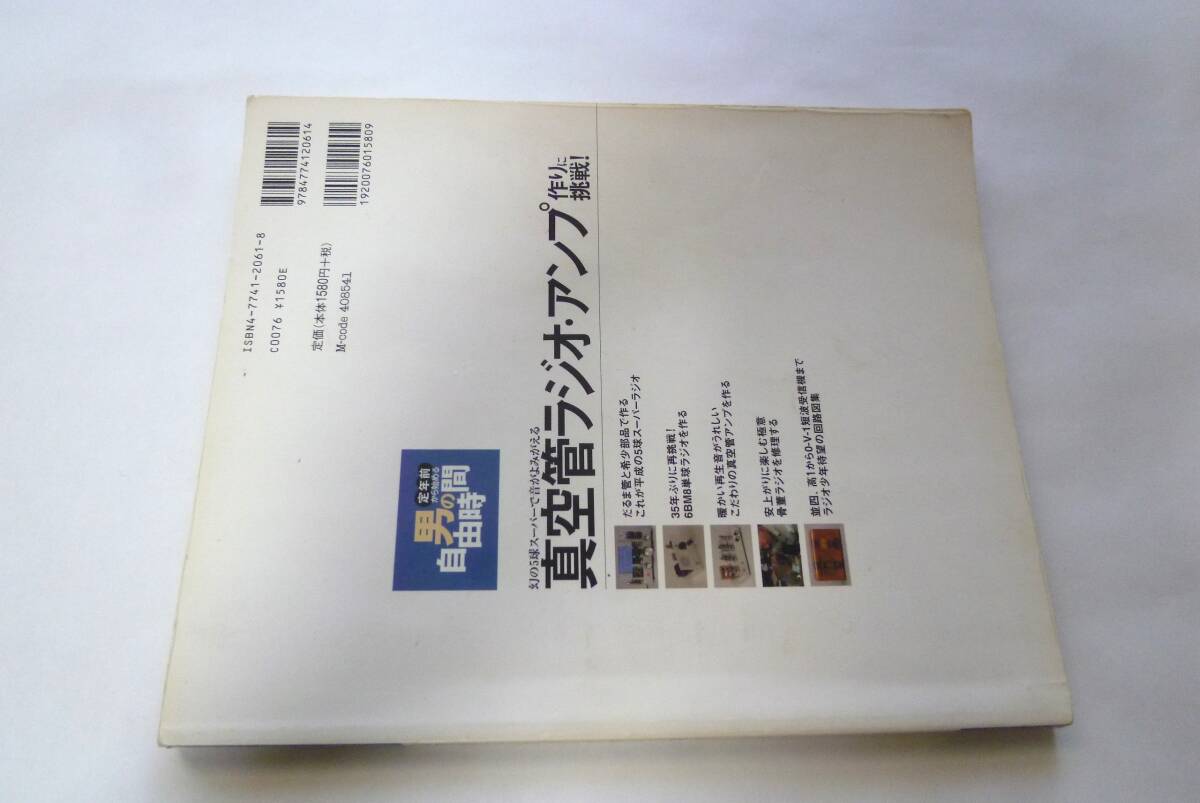 9784774120614
1920076015809
ISBN4-7741-2061-8
C0076 ¥1580E
定価(本体1580円+税)
M-code 408541
定年前
から始める
男の
自由時間
幻の5球スーパーで音がよみがえる
真空管ラジオ・アンプ作りに挑戦!
だるま管と希少部品で作る
これが平成の5球スーパーラジオ
35年ぶりに再挑戦!
6BM8単球ラジオを作る
暖かい再生音がうれしい
こだわりの真空管アンプを作る
安上がりに楽しむ極意
骨董ラジオを修理する
並四、高1から0-V-1短波受信機まで
ラジオ少年待望の回路図集